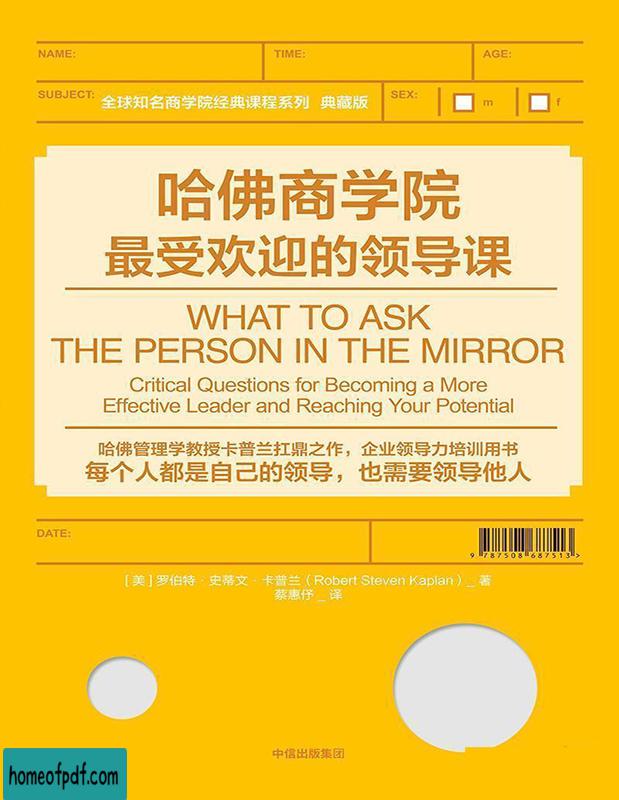 NAME: TIME: AGE:
SUBJECT: 全球知名商学院经典课程系列 典藏版 SEX: m f
哈佛商学院
最受欢迎的领导课
WHAT TO ASK
THE PERSON IN THE MIRROR
Critical Questions for Becoming a More
Effective Leader and Reaching Your Potential
哈佛管理学教授卡普兰扛鼎之作，企业领导力培训用书
每个人都是自己的领导，也需要领导他人
DATE:
9 787508 687513 >
[ 美 ] 罗伯特 · 史蒂文 · 卡普兰（Robert Steven Kaplan）_ 著
蔡惠伃 _ 译
中信出版集团
homeofpdf.com